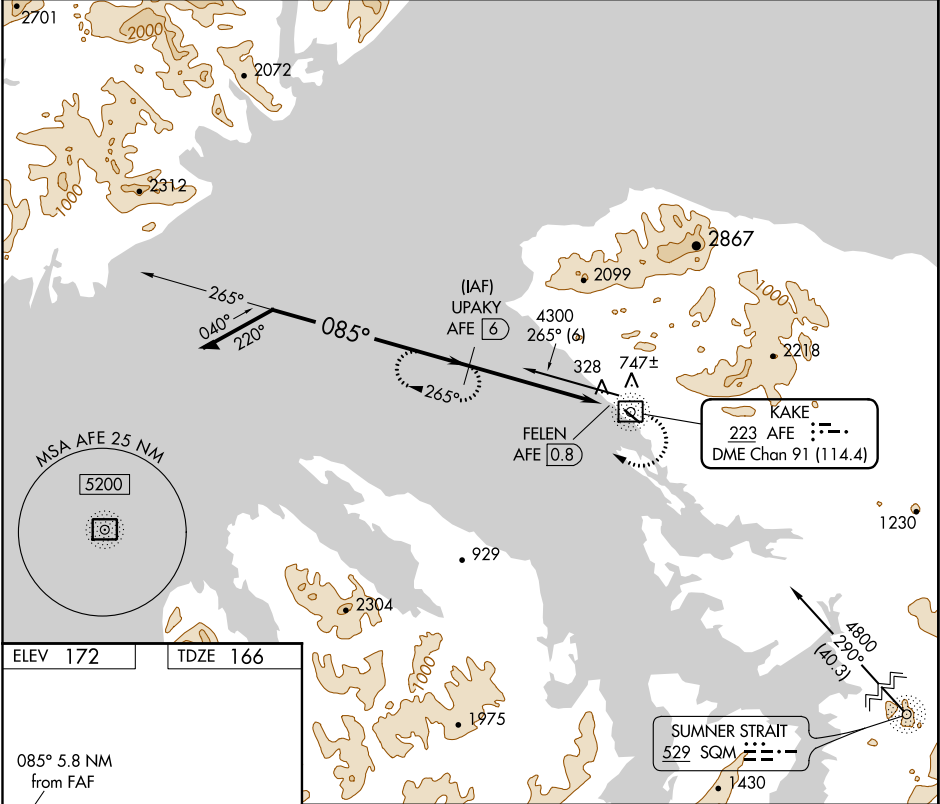 2701
2000
2072
2312
1000
2867
2099
(IAF)
UPAKY
AFE 6
4300
265° (6)
1000
265°
040°
220°
085°
328
747±
2218
265°
KAKE
223 AFE
DME Chan 91 (114.4)
FELEN
AFE 0.8
MSA AFE 25 NM
5200
1230
929
2304
4800
290°
(40.3)
ELEV 172
TDZE 166
1000
1975
SUMNER STRAIT
529 SQM
085° 5.8 NM
from FAF
1430